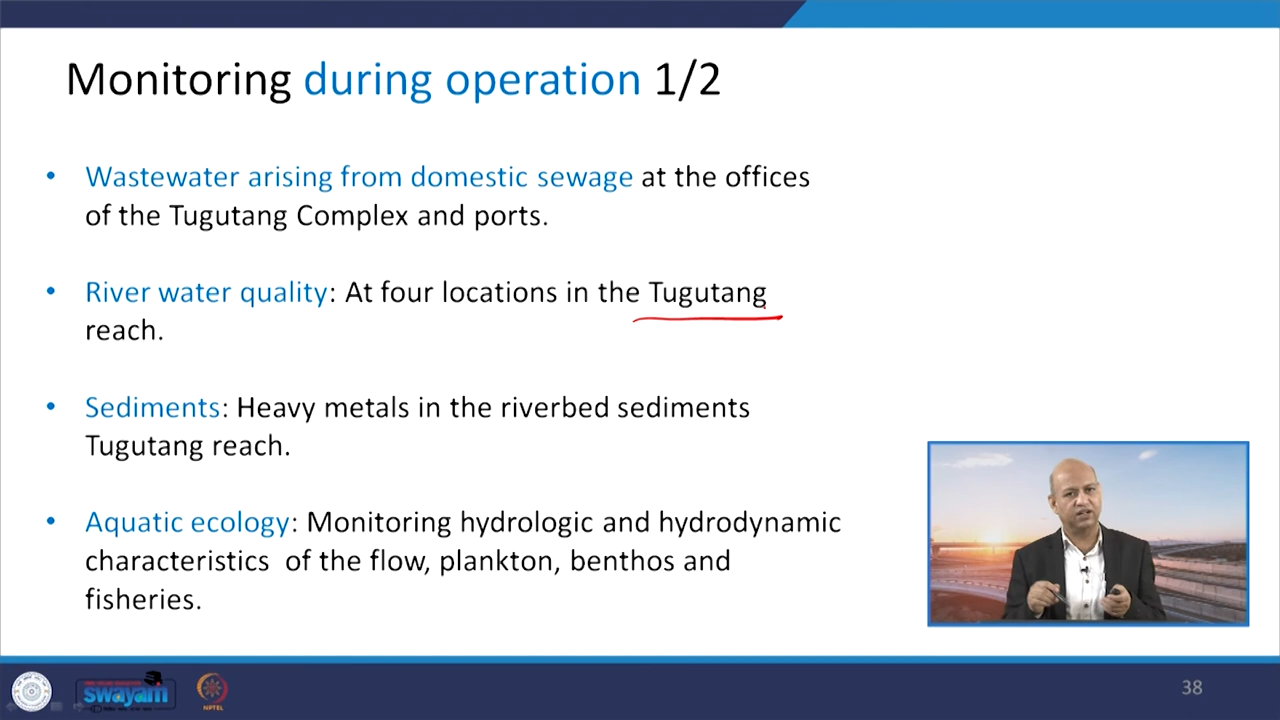 Monitoring during operation 1/2
• Wastewater arising from domestic sewage at the offices
of the Tugutang Complex and ports.
• River water quality: At four locations in the Tugutang
reach.
• Sediments: Heavy metals in the riverbed sediments
Tugutang reach.
• Aquatic ecology: Monitoring hydrologic and hydrodynamic
characteristics of the flow, plankton, benthos and
fisheries.
swayam
NPTEL
38